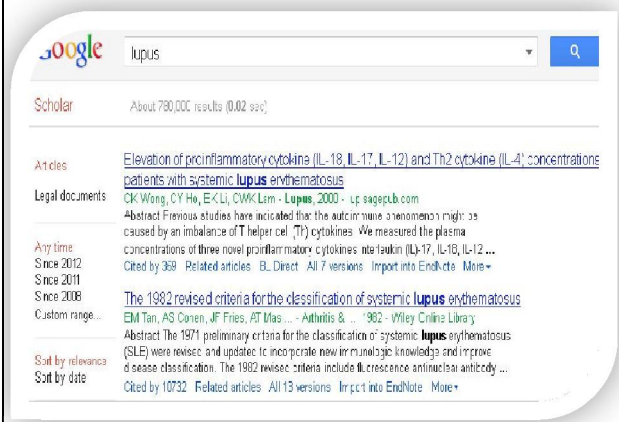 Google
lupus
Scholar
About 780,000 results (0.02 sec)
Articles
Legal documents
Any time
Since 2012
Since 2011
Since 2008
Custom range...
Sort by relevance
Sort by date
Elevation of proinflammatory cytokine (IL-18, IL-17, IL-12) and Th2 cytokine (IL-4) concentrations
patients with systemic lupus erythematosus
CK Wong, CY Ho, EK Li, CWK Lam - Lupus, 2000 - lup.sagepub.com
Abstract Previous studies have indicated that the autoimmune phenomenon might be
caused by an imbalance of T helper cell (Th) cytokines. We measured the plasma
concentrations of three novel proinflammatory cytokines interleukin (IL)-17, IL-18, IL-12 ...
Cited by 369 Related articles BL Direct All 7 versions Import into EndNote More
The 1982 revised criteria for the classification of systemic lupus erythematosus
EM Tan, AS Cohen, JF Fries, AT Mas... - Arthritis & ... 1982 - Wiley Online Library
Abstract The 1971 preliminary criteria for the classification of systemic lupus erythematosus
(SLE) were revised and updated to incorporate new immunologic knowledge and improve
disease classification. The 1982 revised criteria include fluorescence antinuclear antibody ...
Cited by 10732 Related articles All 13 versions Import into EndNote More